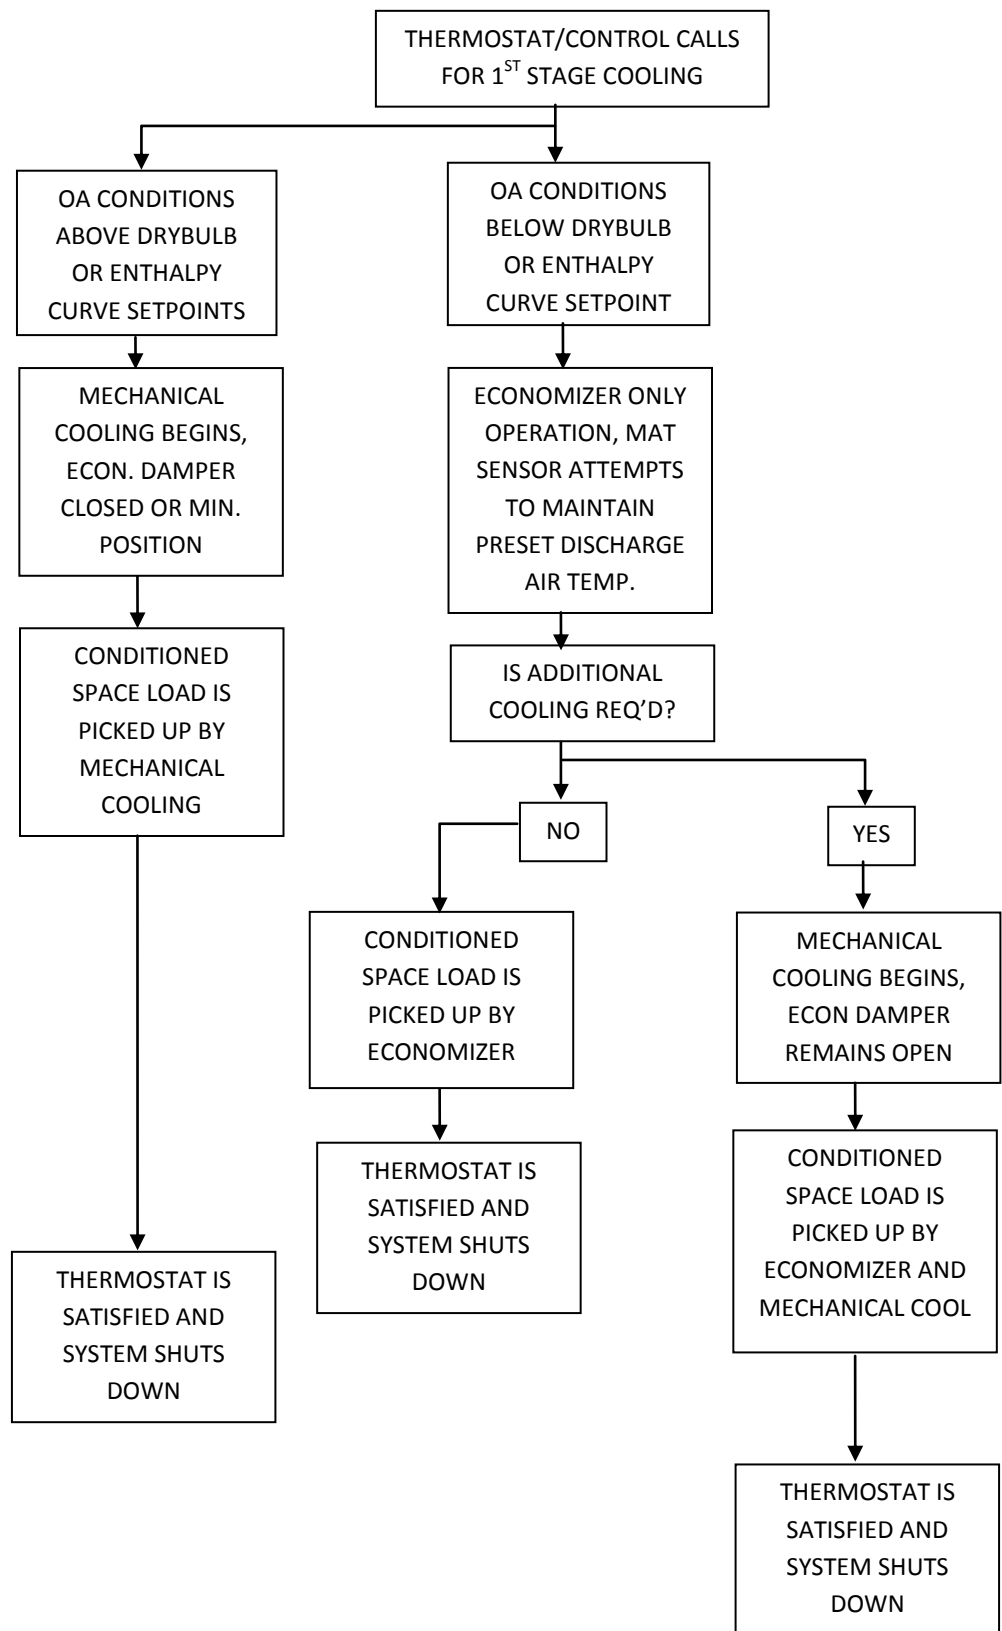 THERMOSTAT/CONTROL CALLS
FOR 1ST STAGE COOLING
OA CONDITIONS
ABOVE DRYBULB
OR ENTHALPY
CURVE SETPOINTS
OA CONDITIONS
BELOW DRYBULB
OR ENTHALPY
CURVE SETPOINT
MECHANICAL
COOLING BEGINS,
ECON. DAMPER
CLOSED OR MIN.
POSITION
ECONOMIZER ONLY
OPERATION, MAT
SENSOR ATTEMPTS
TO MAINTAIN
PRESET DISCHARGE
AIR TEMP.
CONDITIONED
SPACE LOAD IS
PICKED UP BY
MECHANICAL
COOLING
IS ADDITIONAL
COOLING REQ’D?
NO
YES
CONDITIONED
SPACE LOAD IS
PICKED UP BY
ECONOMIZER
MECHANICAL
COOLING BEGINS,
ECON DAMPER
REMAINS OPEN
THERMOSTAT IS
SATISFIED AND
SYSTEM SHUTS
DOWN
CONDITIONED
SPACE LOAD IS
PICKED UP BY
ECONOMIZER AND
MECHANICAL COOL
THERMOSTAT IS
SATISFIED AND
SYSTEM SHUTS
DOWN
THERMOSTAT IS
SATISFIED AND
SYSTEM SHUTS
DOWN